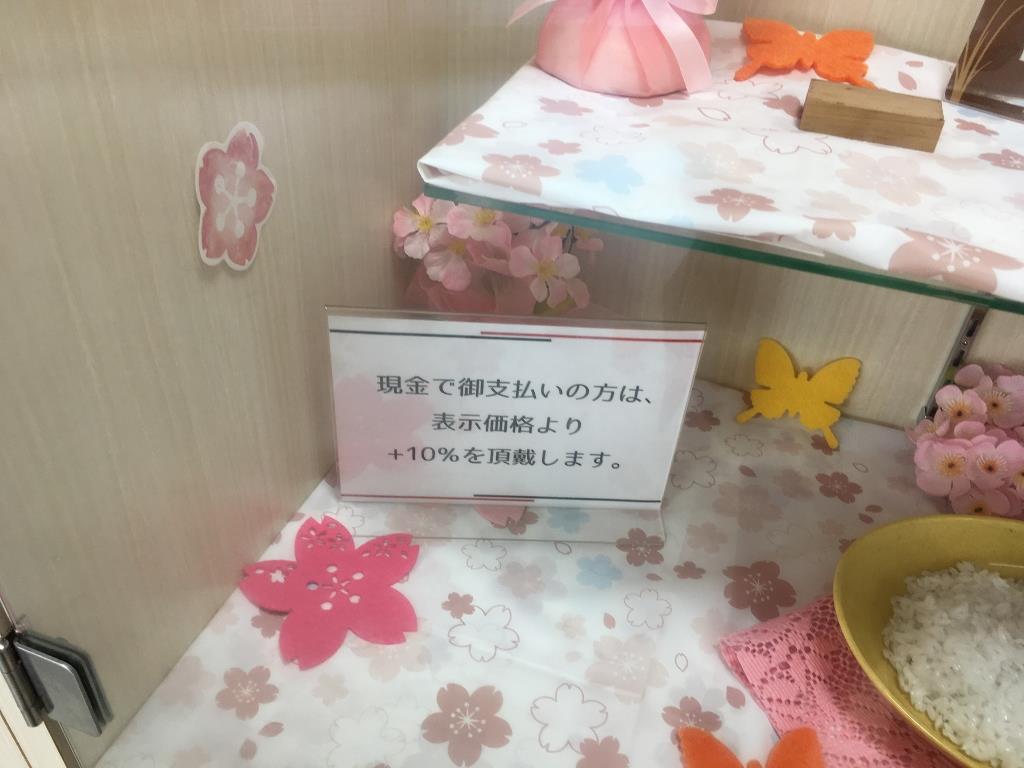 現金で御支払いの方は、
表示価格より
+10%を頂戴します。